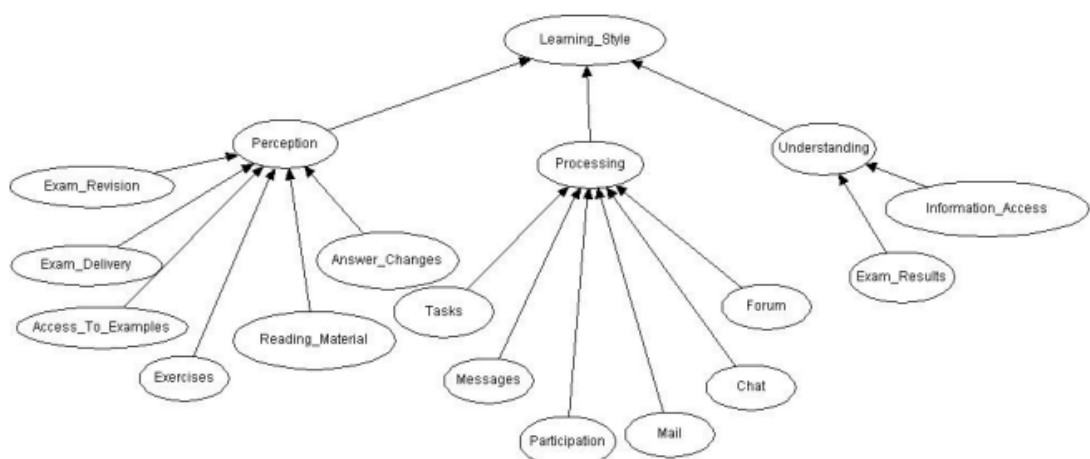 Learning_Style
Perception
Processing
Understanding
Exam_Revision
Exam_Delivery
Access_To_Examples
Exercises
Reading_Material
Answer_Changes
Tasks
Messages
Participation
Mail
Chat
Forum
Exam_Results
Information_Access